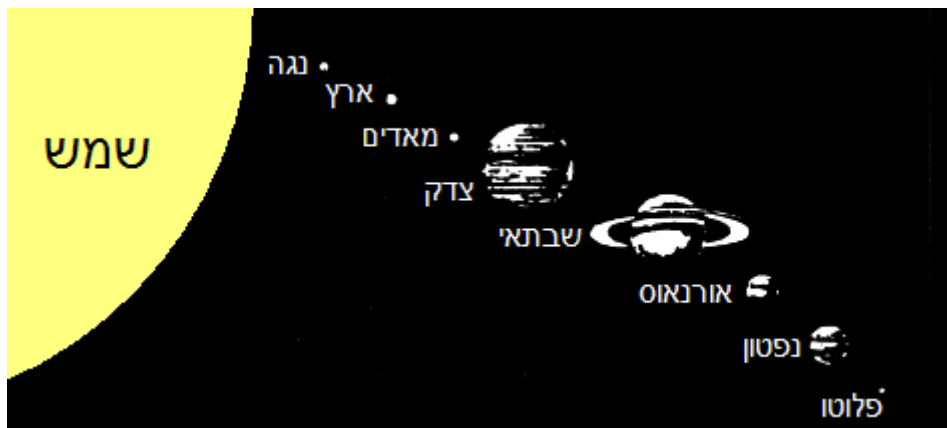 נגה
ארץ
מאדים
שמש
צדק
שבתאי
אורנאוס
נפטון
פלוטו